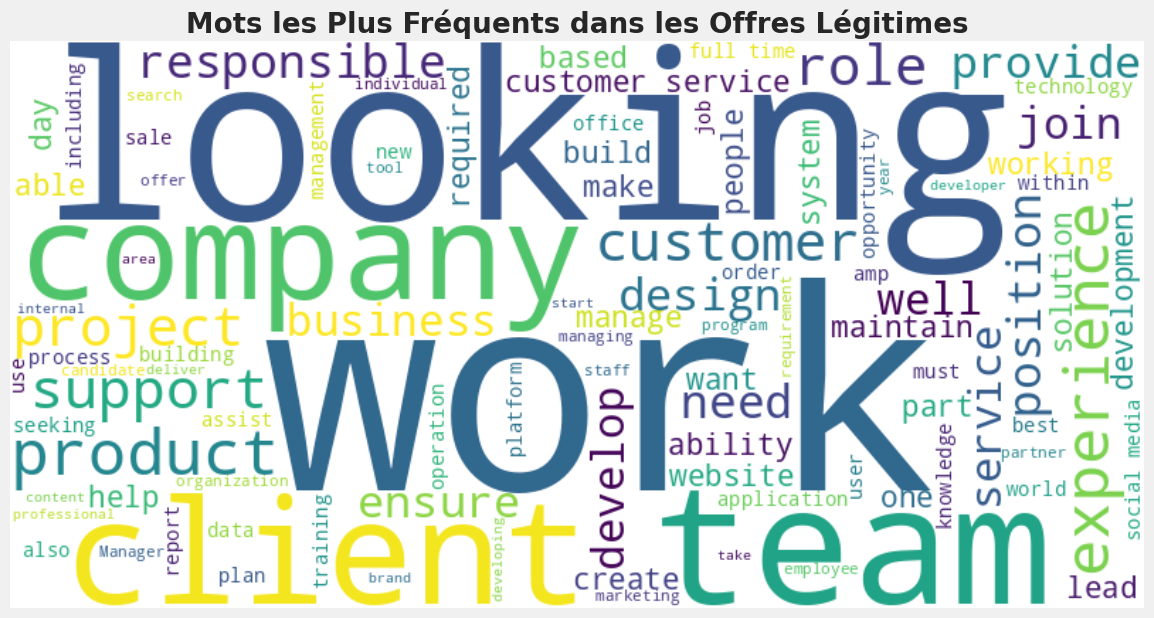 Mots les Plus Fréquents dans les Offres Légitimes
looking
responsible
based
full time
role
provide
customer service
individual
technology
including
day
search
management
required
office
job
join
sale
new
tool
build
people
system
opportunity
year
working
able
offer
make
developer
within
company
customer
area
order
amp
position
experience
solution
development
internal
start
design
well
project
business
manage
program
requirement
maintain
managing
use
process
building
candidate
deliver
work
platform
staff
want
must
service
support
operation
need
part
seeking
assist
develop
ability
best
product
website
user
knowledge
partner
social media
organization
content
help
ensure
application
one
world
professional
client
team
also
Manager
report
data
training
developing
take
plan
brand
create
employee
marketing
lead